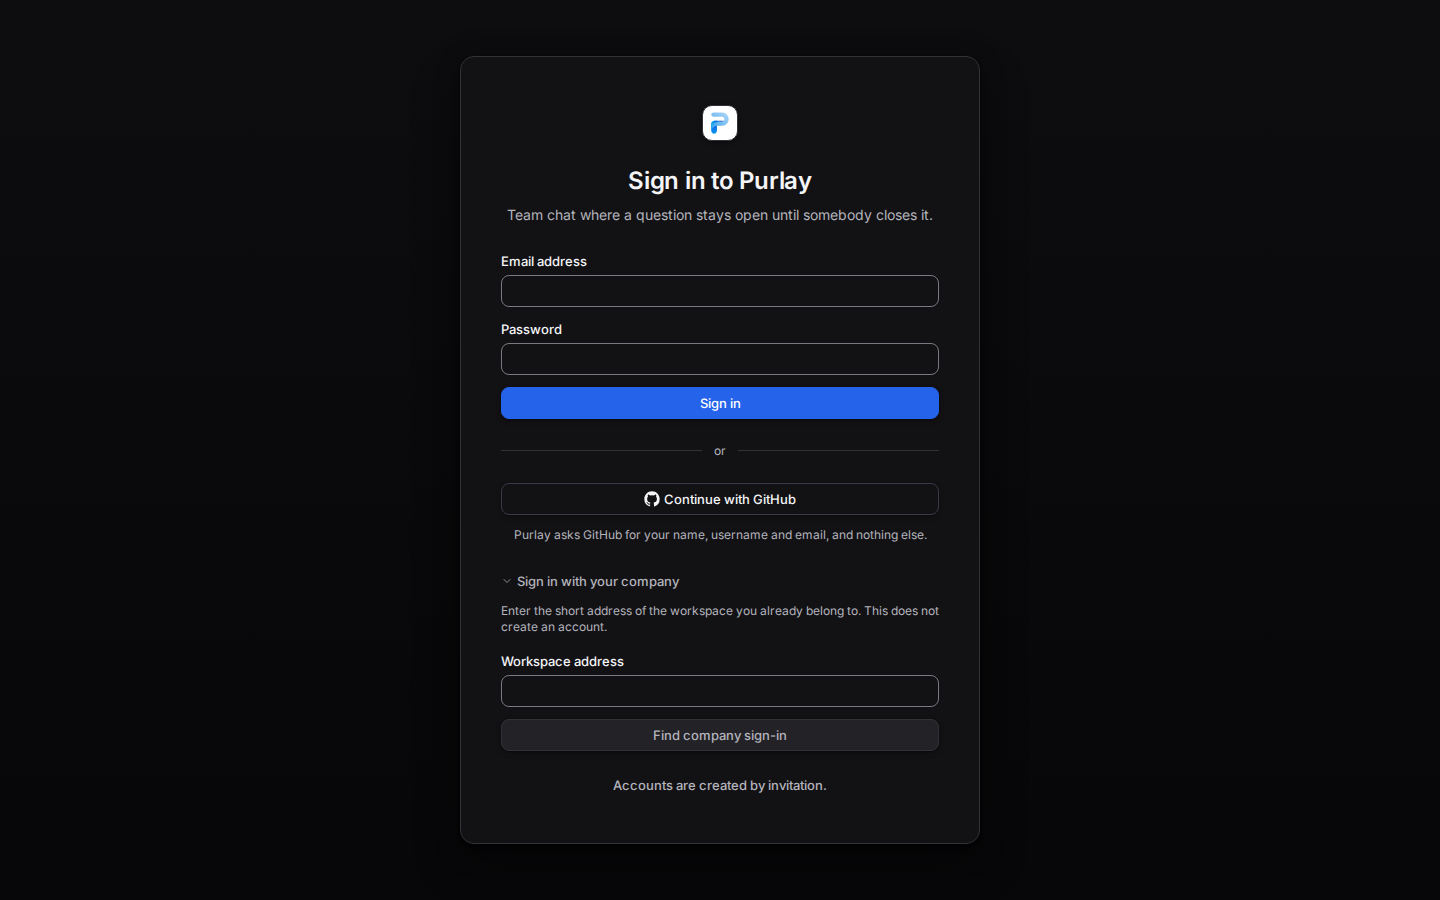 Sign in to Purlay
Team chat where a question stays open until somebody closes it.
Email address
Password
Sign in
or
Continue with GitHub
Purlay asks GitHub for your name, username and email, and nothing else.
Sign in with your company
Enter the short address of the workspace you already belong to. This does not
create an account.
Workspace address
Find company sign-in
Accounts are created by invitation.